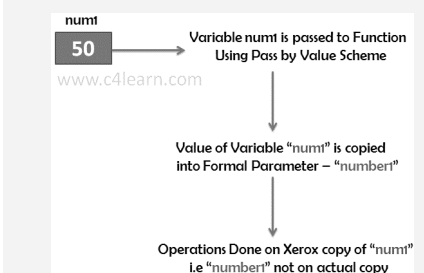 num1
50
Variable num1 is passed to Function
Using Pass by Value Scheme
www.c4learn.com
Value of Variable “num1” is copied
into Formal Parameter – “number1”
Operations Done on Xerox copy of “num1”
i.e “number1” not on actual copy